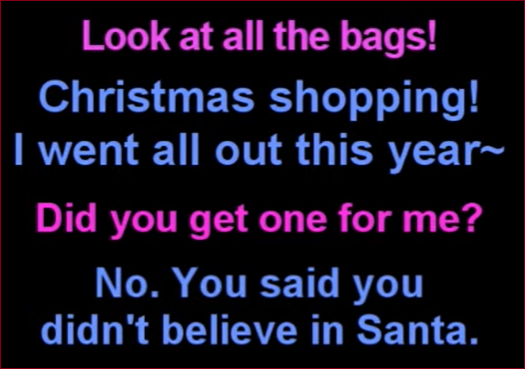 Look at all the bags!
Christmas shopping!
I went all out this year~
Did you get one for me?
No. You said you
didn't believe in Santa.